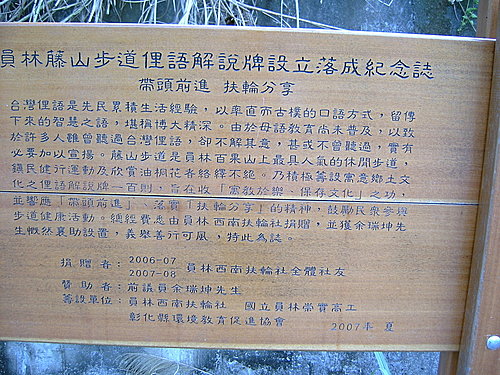 員林藤山步道俚語解說牌設立落成紀念誌
帶頭前進 扶輪分享
台灣俚語是先民累積生活經驗，以率直亦古樸的口語方式，留傳
下來的智慧之語，堪稱博大精深。由於母語教育尚未普及，以致
於許多人雖曾聽過台灣俚語，卻不解其意，甚或不曾聽過，實有
必要加以宣揚。藤山步道是員林百果山上最具人氣的休閒步道，
鎮民健行運動及欣賞油桐花者絡繹不絕。乃積極籌設富意鄉土文
化之俚語解說牌一百則，旨在收「寓教於樂、保存文化」之功，
並響應「帶頭前進」、落實「扶輪分享」的精神，鼓勵民眾參與
步道健康活動。總經費悉由員林西南扶輪社捐贈，並獲余瑞坤先
生慨然襄助設置，義舉善行可風，特此為誌。
捐贈者：2006-07
2007-08 員林西南扶輪社全體社友
贊助者：前議員余瑞坤先生
籌設單位：員林西南扶輪社 國立員林崇實高工
彰化縣環境教育促進協會
2007年 夏